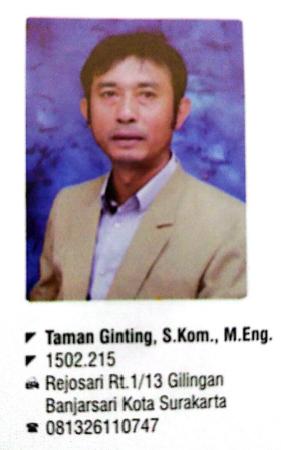 Taman Ginting, S.Kom., M.Eng.
1502.215
Rejosari Rt.1/13 Gilingan
Banjarsari Kota Surakarta
081326110747